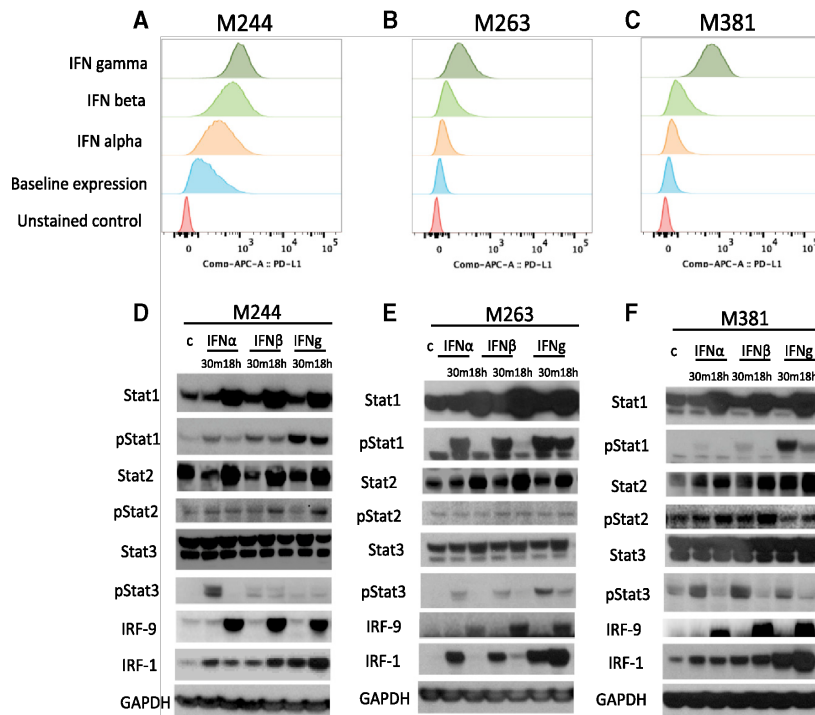 A M244 B M263 C M381
IFN gamma
IFN beta
IFN alpha
Baseline expression
Unstained control
0 10³ 10⁴ 10⁵ 0 10³ 10⁴ 10⁵ 0 10³ 10⁴ 10⁵
Comp-APC-A :: PD-L1 Comp-APC-A :: PD-L1 Comp-APC-A :: PD-L1
D M244
c IFNα IFNβ IFNg
30m18h 30m18h 30m18h
Stat1
pStat1
Stat2
pStat2
Stat3
pStat3
IRF-9
IRF-1
GAPDH
E M263
c IFNα IFNβ IFNg
30m18h 30m18h 30m18h
Stat1
pStat1
Stat2
pStat2
Stat3
pStat3
IRF-9
IRF-1
GAPDH
F M381
c IFNα IFNβ IFNg
30m18h 30m18h 30m18h
Stat1
pStat1
Stat2
pStat2
Stat3
pStat3
IRF-9
IRF-1
GAPDH